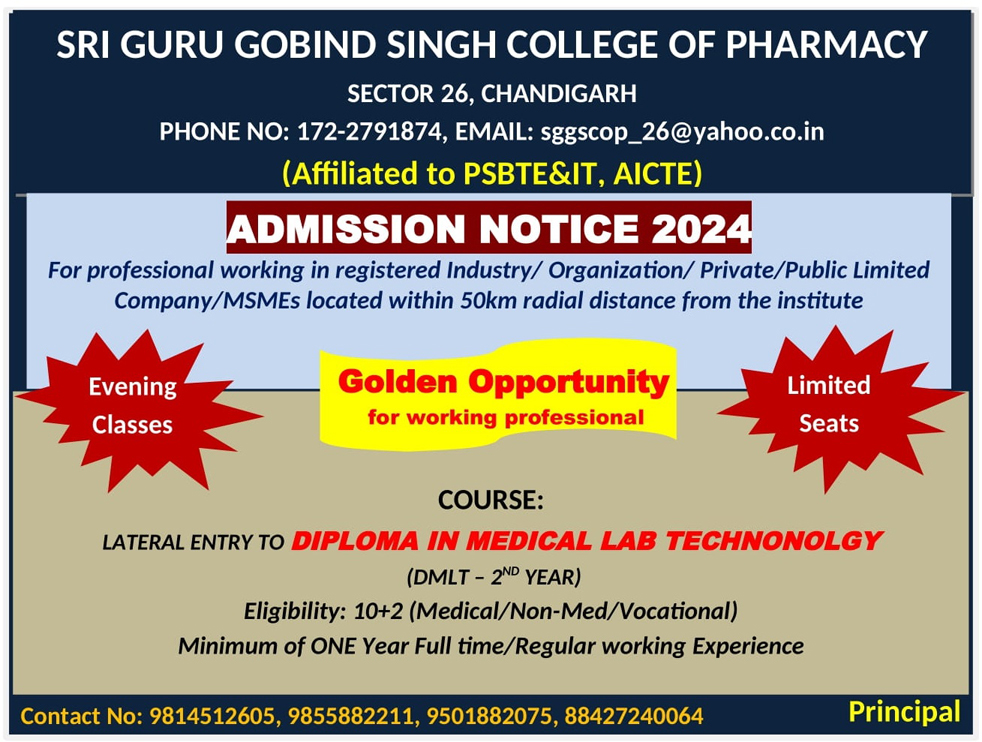 SRI GURU GOBIND SINGH COLLEGE OF PHARMACY
SECTOR 26, CHANDIGARH
PHONE NO: 172-2791874, EMAIL: sggscop_26@yahoo.co.in
(Affiliated to PSBTE&IT, AICTE)
ADMISSION NOTICE 2024
For professional working in registered Industry/ Organization/ Private/Public Limited
Company/MSMEs located within 50km radial distance from the institute
Evening
Classes
Golden Opportunity
for working professional
Limited
Seats
COURSE:
LATERAL ENTRY TO DIPLOMA IN MEDICAL LAB TECHNONOLGY
(DMLT – 2ND YEAR)
Eligibility: 10+2 (Medical/Non-Med/Vocational)
Minimum of ONE Year Full time/Regular working Experience
Contact No: 9814512605, 9855882211, 9501882075, 88427240064
Principal